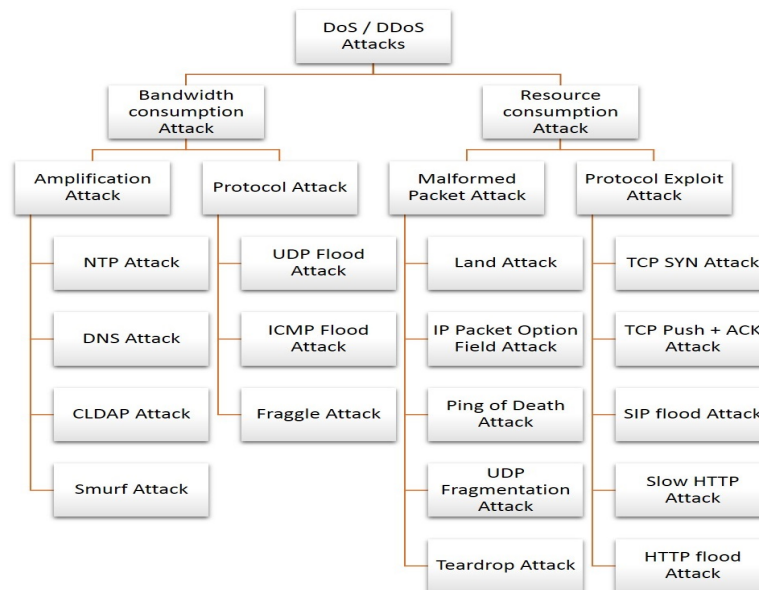 DoS / DDoS
Attacks
Bandwidth
consumption
Attack
Resource
consumption
Attack
Amplification
Attack
Protocol Attack
Malformed
Packet Attack
Protocol Exploit
Attack
NTP Attack
UDP Flood
Attack
Land Attack
TCP SYN Attack
DNS Attack
ICMP Flood
Attack
IP Packet Option
Field Attack
TCP Push + ACK
Attack
CLDAP Attack
Fraggle Attack
Ping of Death
Attack
SIP flood Attack
Smurf Attack
UDP
Fragmentation
Attack
Slow HTTP
Attack
Teardrop Attack
HTTP flood
Attack